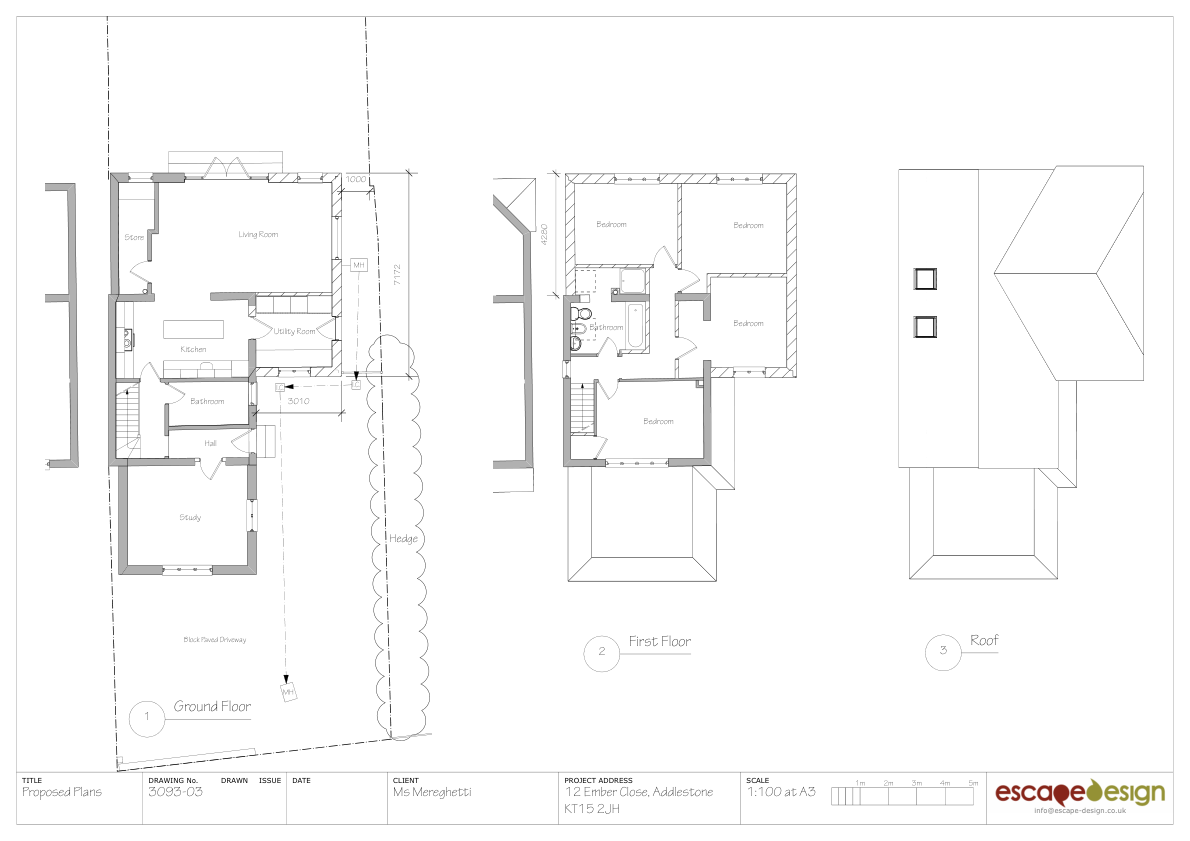 1000
Living Room
Store
MH
7172
Utility Room
Kitchen
3010
Bathroom
Hall
Study
Hedge
Block Paved Driveway
MH
1
Ground Floor
4280
Bedroom
Bedroom
Bathroom
Bedroom
Bedroom
2
First Floor
3
Roof
TITLE
Proposed Plans
DRAWING No. DRAWN ISSUE
3093-03
DATE
CLIENT
Ms Mereghetti
PROJECT ADDRESS
12 Ember Close, Addlestone
KT15 2JH
SCALE
1:100 at A3
1m 2m 3m 4m 5m
escapedesign
info@escape-design.co.uk